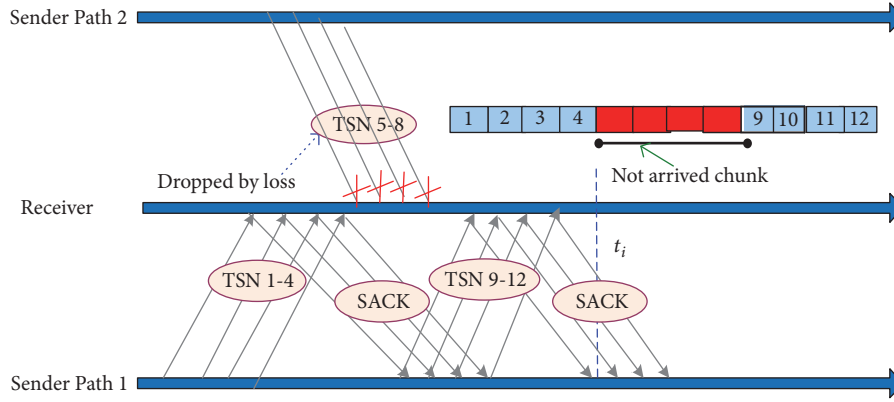 Sender Path 2
TSN 5-8
1 2 3 4 9 10 11 12
Dropped by loss
Not arrived chunk
Receiver
t_i
TSN 1-4
SACK
TSN 9-12
SACK
Sender Path 1